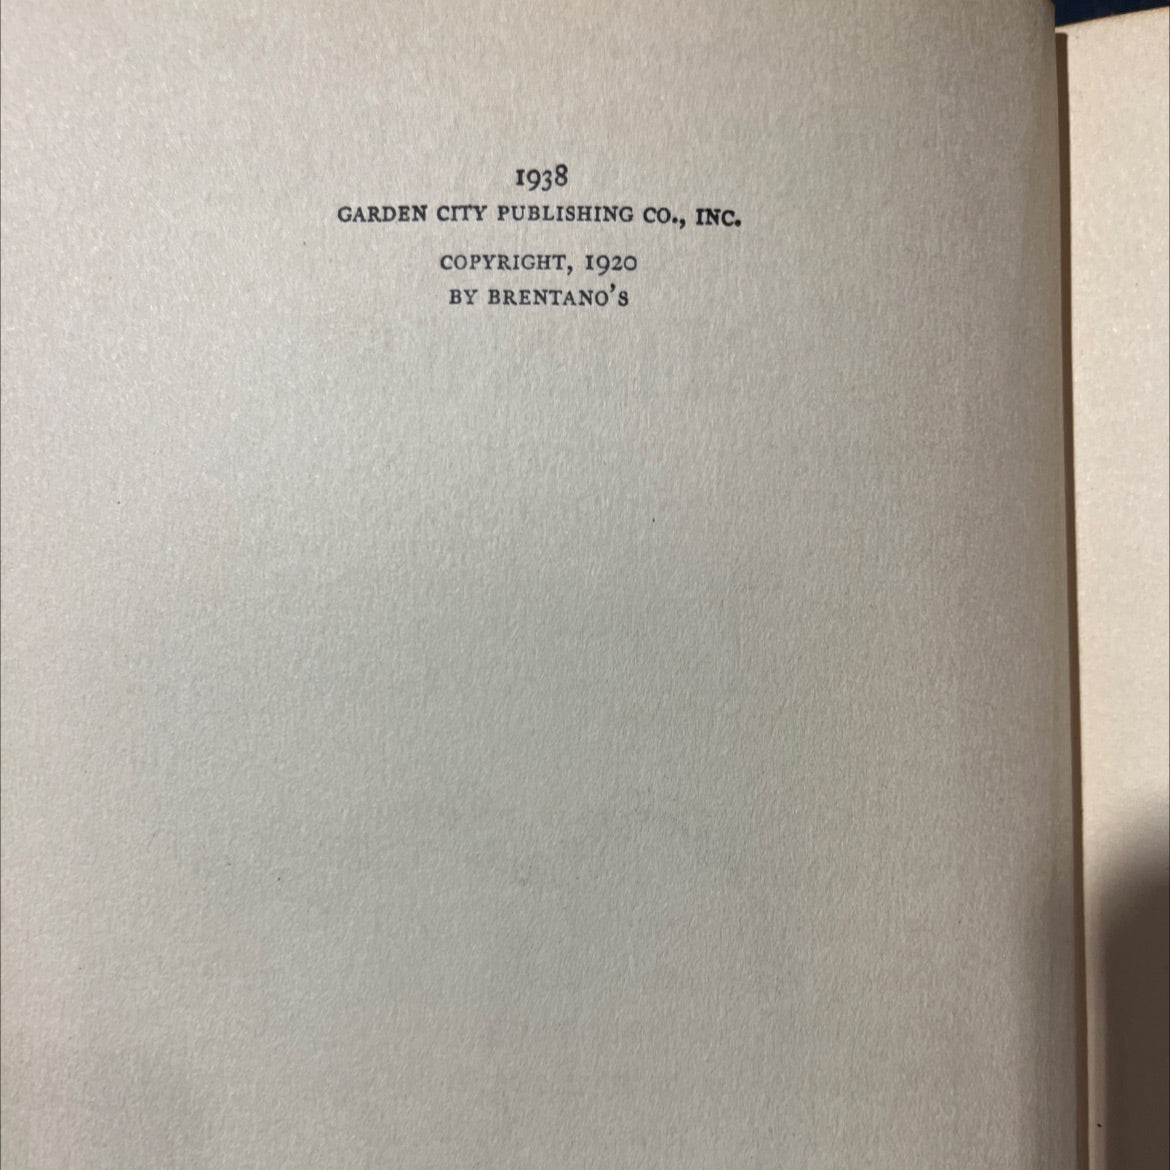 1938
GARDEN CITY PUBLISHING CO., INC.
COPYRIGHT, 1920
BY BRENTANO'S